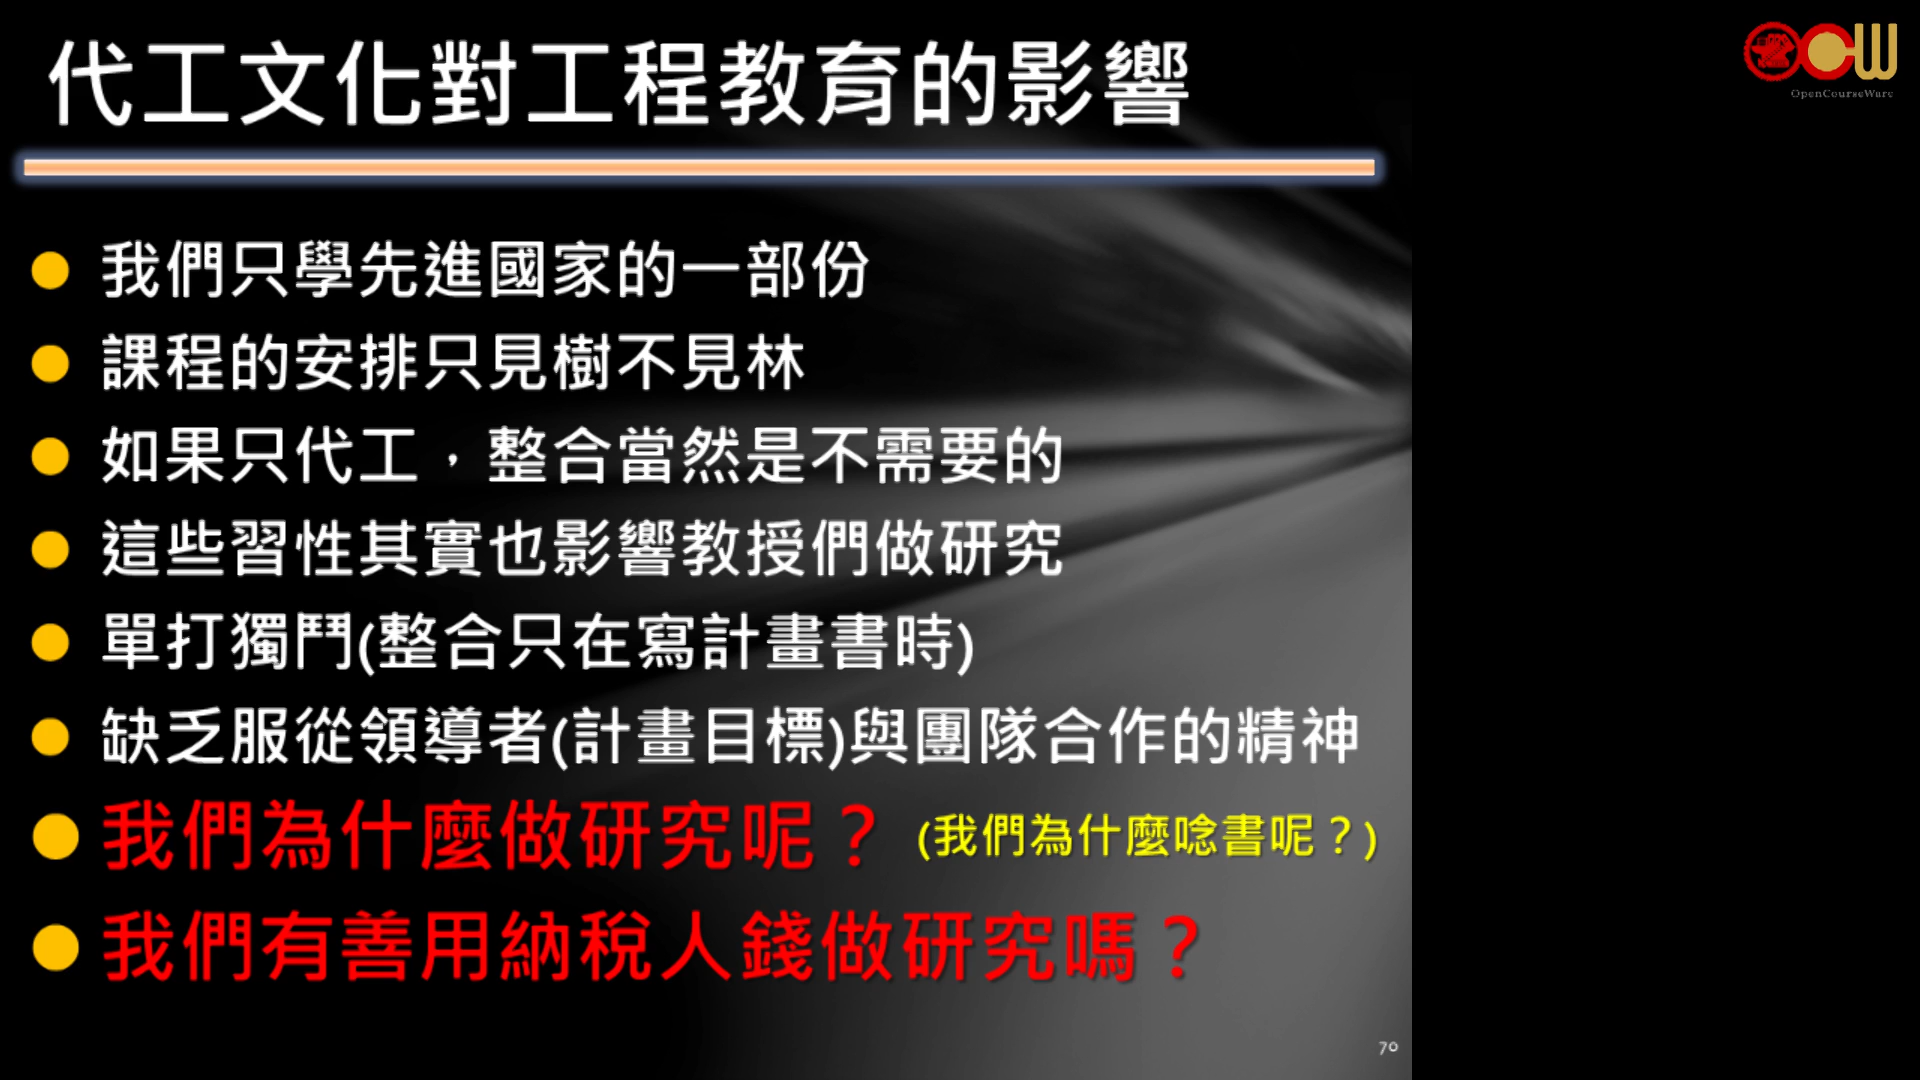 代工文化對工程教育的影響
OpenCourseWare
我們只學先進國家的一部份
課程的安排只見樹不見林
如果只代工，整合當然是不需要的
這些習性其實也影響教授們做研究
單打獨鬥(整合只在寫計畫書時)
缺乏服從領導者(計畫目標)與團隊合作的精神
我們為什麼做研究呢？ (我們為什麼唸書呢？)
我們有善用納稅人錢做研究嗎？
70